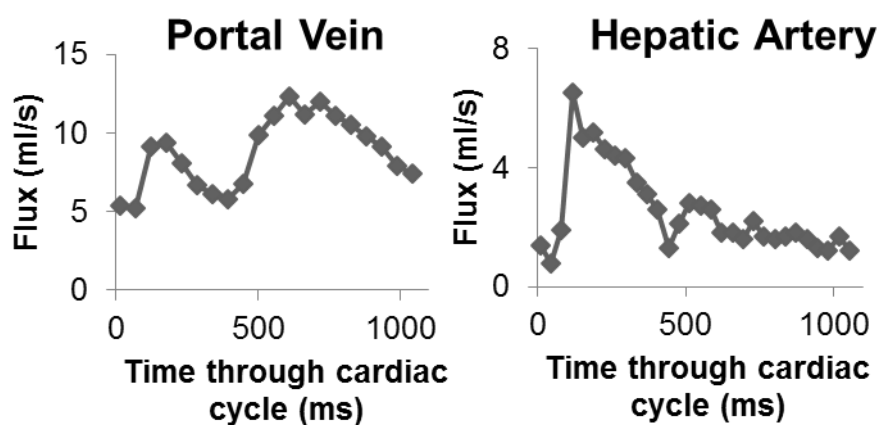 Portal Vein
15
10
5
0
Flux (ml/s)
0 500 1000
Time through cardiac
cycle (ms)
Hepatic Artery
8
4
0
Flux (ml/s)
0 500 1000
Time through cardiac
cycle (ms)